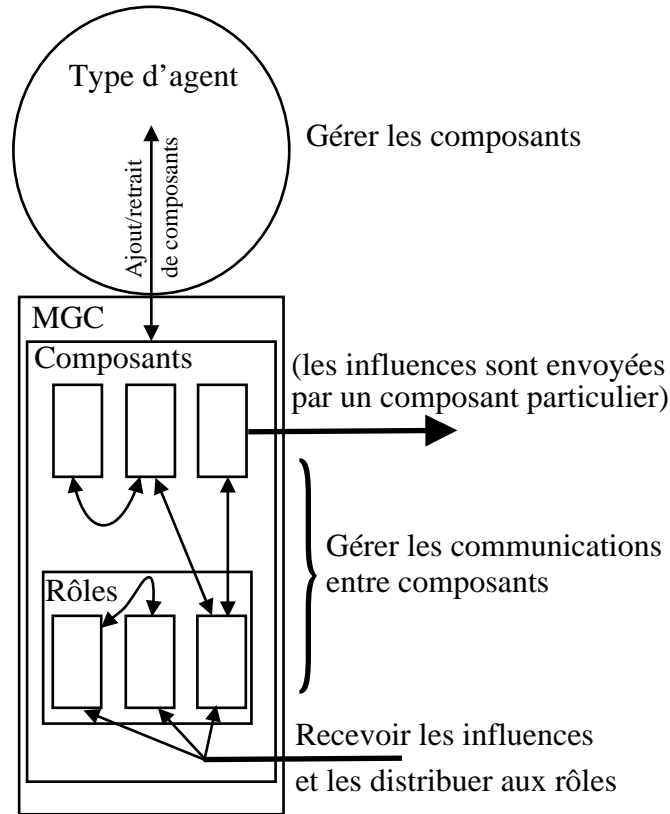 Type d'agent
Gérer les composants
Ajout/retrait
de composants
MGC
Composants
(les influences sont envoyées
par un composant particulier)
Gérer les communications
entre composants
Rôles
Recevoir les influences
et les distribuer aux rôles